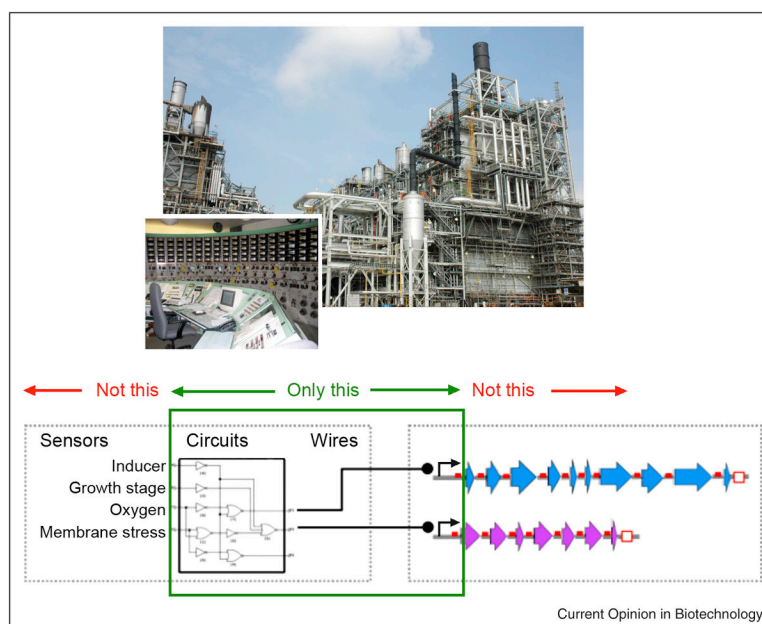 Not this Only this Not this
Sensors Circuits Wires
Inducer
Growth stage
Oxygen
Membrane stress
Current Opinion in Biotechnology